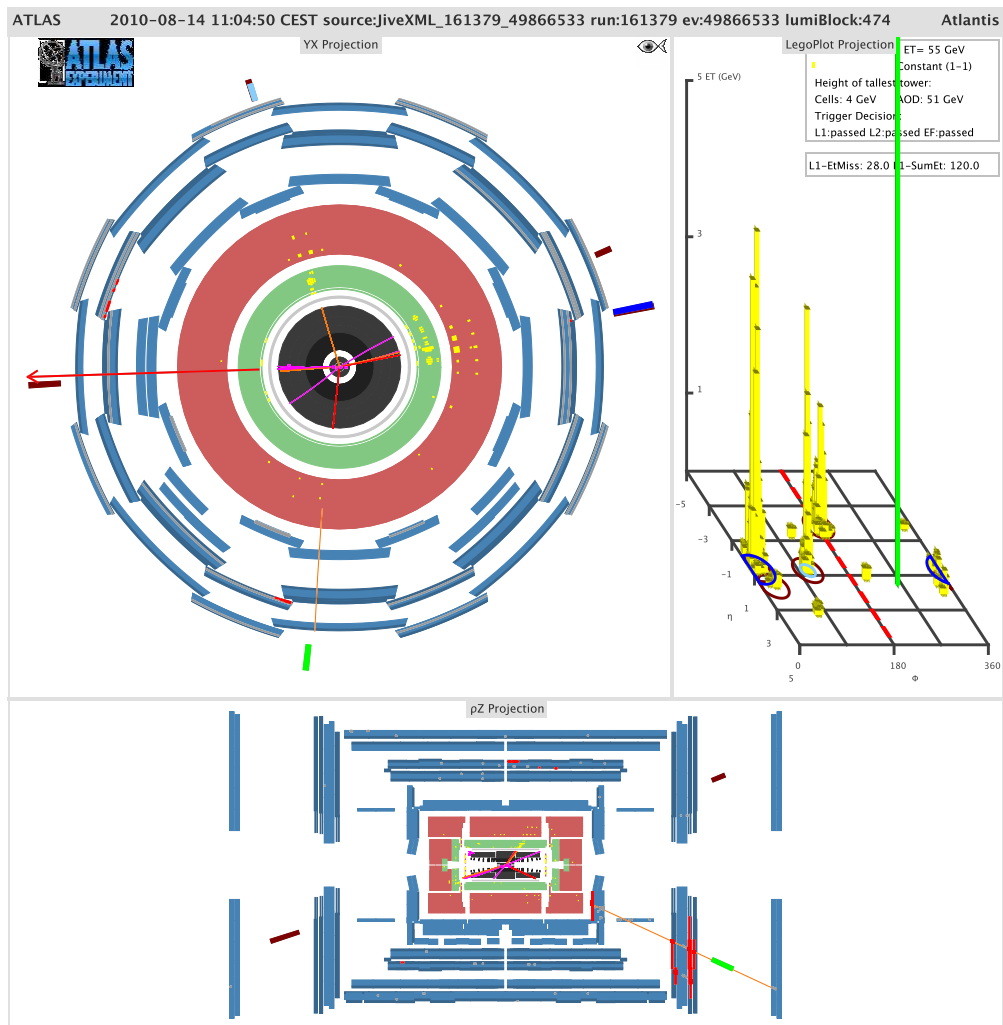 ATLAS 2010-08-14 11:04:50 CEST source:JiveXML_161379_49866533 run:161379 ev:49866533 lumiBlock:474 Atlantis
YX Projection
ATLAS
EXPERIMENT
LegoPlot Projection
ET= 55 GeV
Constant (1-1)
Height of tallest tower:
Cells: 4 GeV AOD: 51 GeV
Trigger Decision:
L1:passed L2:passed EF:passed
L1-EtMiss: 28.0 L1-SumEt: 120.0
5 ET (GeV)
3
1
-5
-3
-1
1
η
3
0 180 360
5 Φ
ρZ Projection